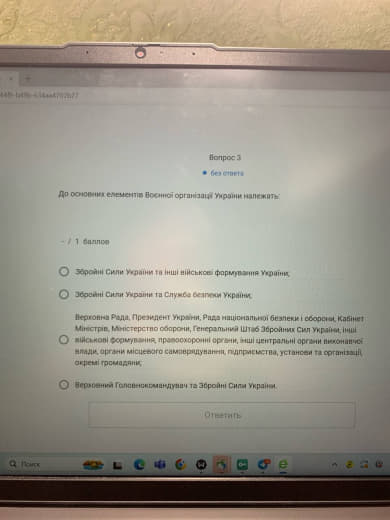 Вопрос 3
без ответа
До основних елементів Воєнної організації України належать:
– / 1 баллов
Збройні Сили України та інші військові формування України;
Збройні Сили України та Служба безпеки України;
Верховна Рада, Президент України, Рада національної безпеки і оборони, Кабінет
Міністрів, Міністерство оборони, Генеральний Штаб Збройних Сил України, інші
військові формування, правоохоронні органи, інші центральні органи виконавчої
влади, органи місцевого самоврядування, підприємства, установи та організації,
окремі громадяни;
Верховний Головнокомандувач та Збройні Сили України.
Ответить
Поиск